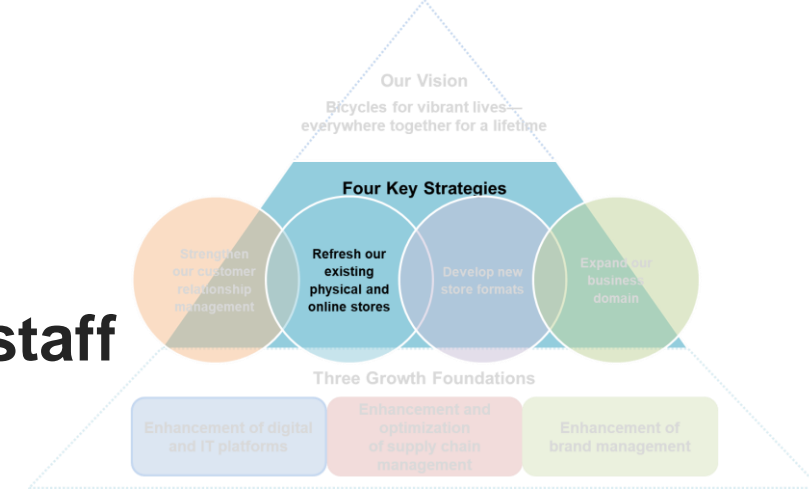 Our Vision
Bicycles for vibrant lives—
everywhere together for a lifetime
Four Key Strategies
Strengthen
our customer
relationship
management
Refresh our
existing
physical and
online stores
Develop new
store formats
Expand our
business
domain
staff
Three Growth Foundations
Enhancement of digital
and IT platforms
Enhancement and
optimization
of supply chain
management
Enhancement of
brand management